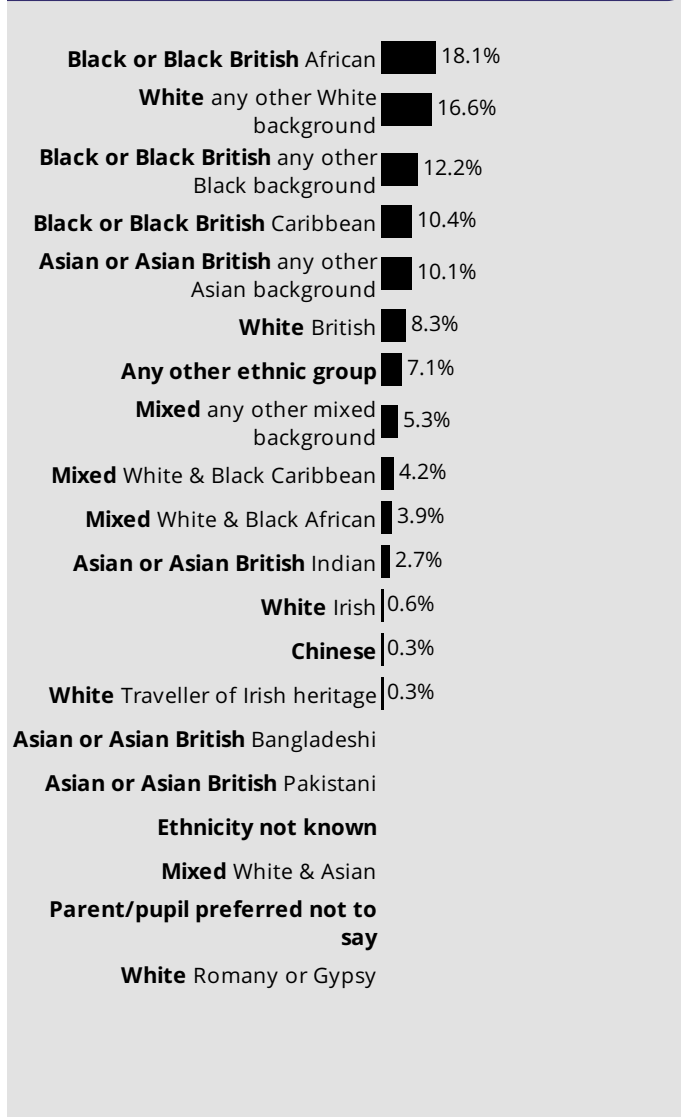 Black or Black British African 18.1%
White any other White
background 16.6%
Black or Black British any other
Black background 12.2%
Black or Black British Caribbean 10.4%
Asian or Asian British any other
Asian background 10.1%
White British 8.3%
Any other ethnic group 7.1%
Mixed any other mixed
background 5.3%
Mixed White & Black Caribbean 4.2%
Mixed White & Black African 3.9%
Asian or Asian British Indian 2.7%
White Irish 0.6%
Chinese 0.3%
White Traveller of Irish heritage 0.3%
Asian or Asian British Bangladeshi
Asian or Asian British Pakistani
Ethnicity not known
Mixed White & Asian
Parent/pupil preferred not to
say
White Romany or Gypsy